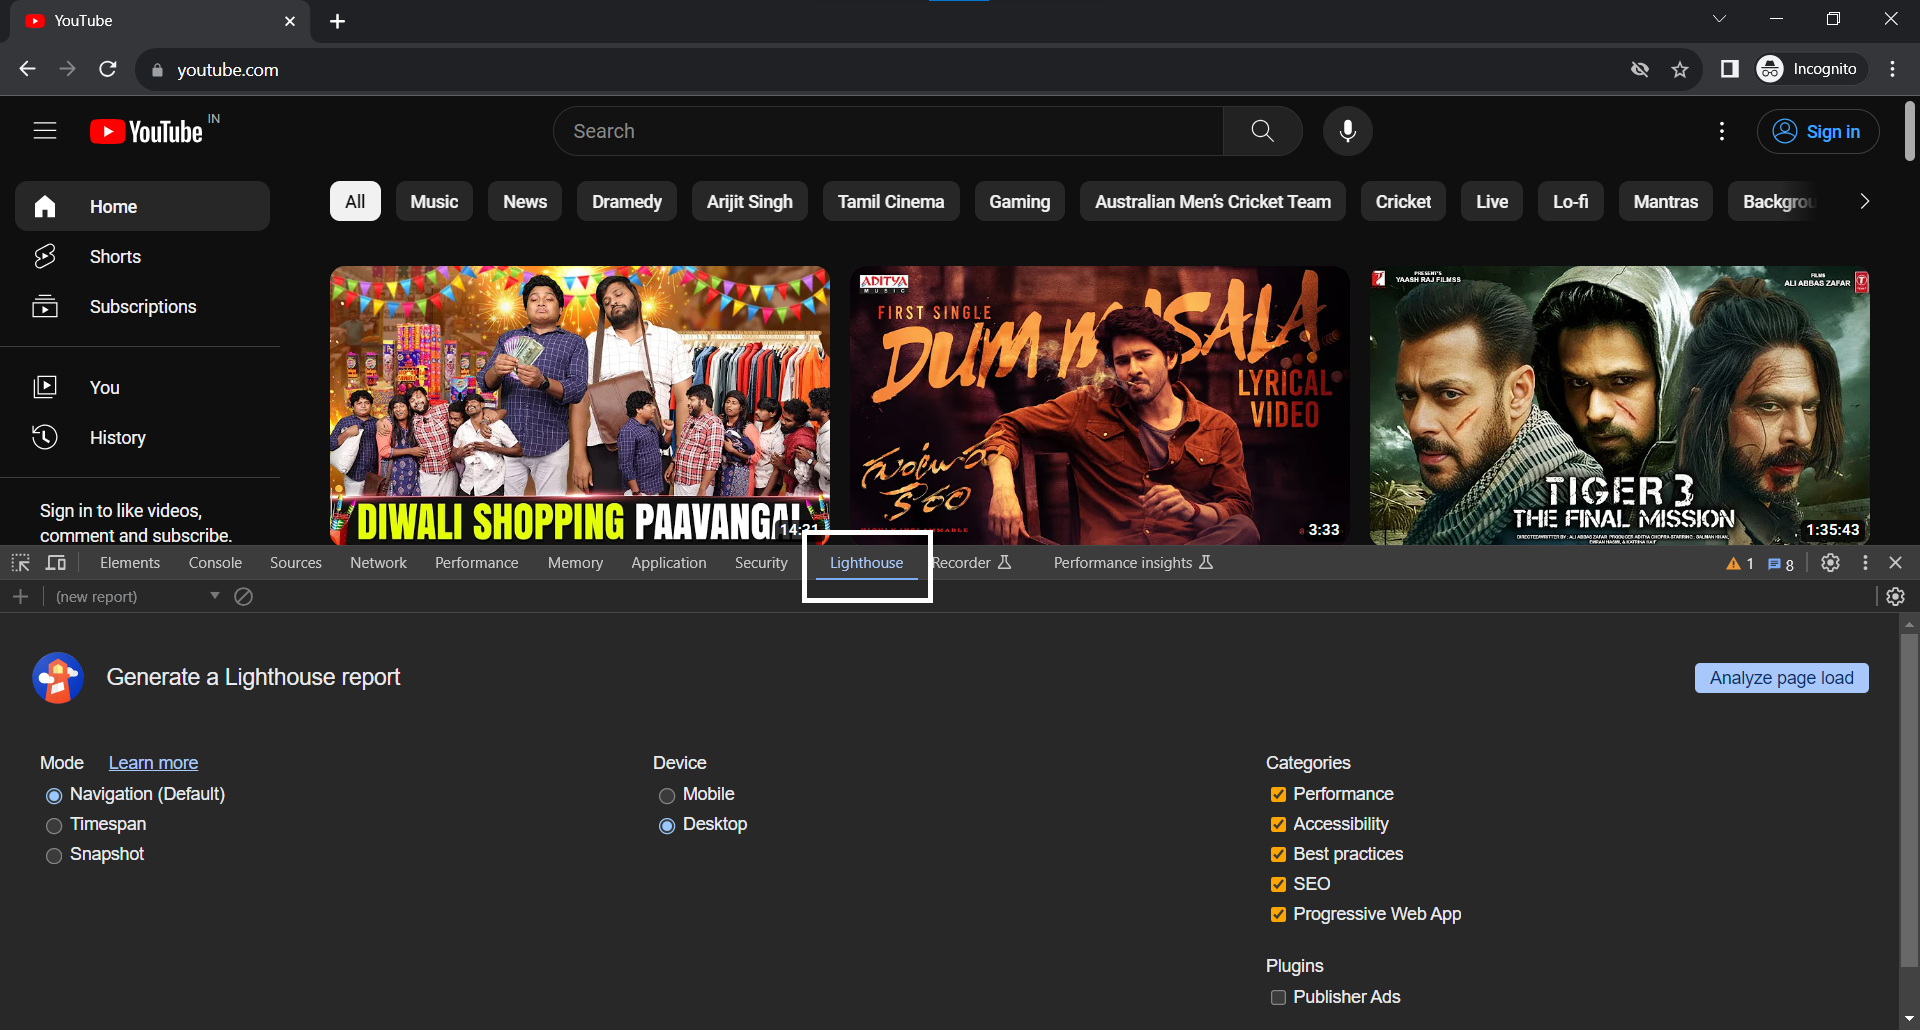 YouTube
youtube.com
Incognito
YouTube IN
Search
Sign in
Home
Shorts
Subscriptions
You
History
Sign in to like videos,
comment and subscribe.
All Music News Dramedy Arijit Singh Tamil Cinema Gaming Australian Men's Cricket Team Cricket Live Lo-fi Mantras Backgrou
DIWALI SHOPPING PAAVANGAL
14:21
ADITYA
MUSIC
FIRST SINGLE
DUM MASALA
LYRICAL
VIDEO
గుంటూరు
కారం
3:33
PRESENTS
YAASH RAJ FILMSS
FILMS
ALI ABBAS ZAFAR
TIGER 3
THE FINAL MISSION
1:35:43
Elements Console Sources Network Performance Memory Application Security Lighthouse Recorder Performance insights 1 8
(new report)
Generate a Lighthouse report
Analyze page load
Mode Learn more
Navigation (Default)
Timespan
Snapshot
Device
Mobile
Desktop
Categories
Performance
Accessibility
Best practices
SEO
Progressive Web App
Plugins
Publisher Ads